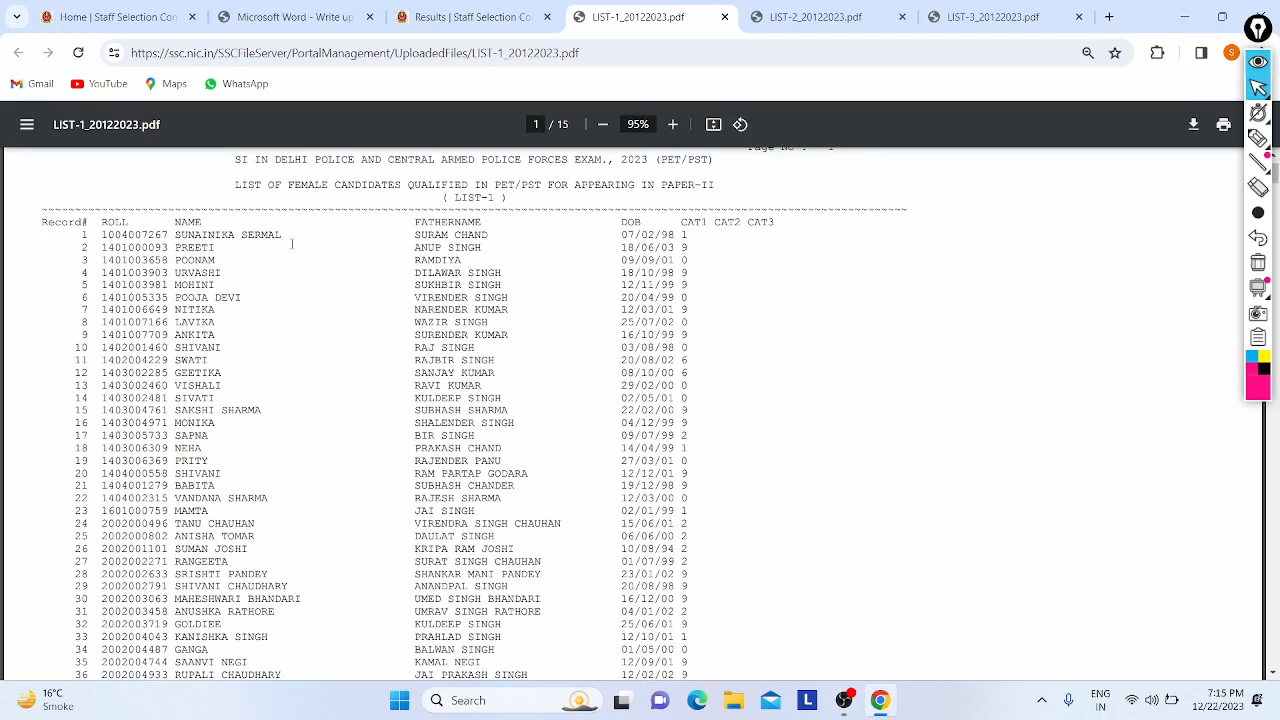 Staff Selection Con
Microsoft Word - Write up
Results | Staff Selection Co
LIST-1_20122023.pdf
LIST-2_20122023.pdf
LIST-3_20122023.pdf
https://ssc.nic.in/SSCFileServer/PortalManagement/UploadedFiles/LIST-1_20122023.pdf
S
Gmail YouTube Maps WhatsApp
LIST-1_20122023.pdf 1 / 15 95%
Page No : 1
SI IN DELHI POLICE AND CENTRAL ARMED POLICE FORCES EXAM., 2023 (PET/PST)
LIST OF FEMALE CANDIDATES QUALIFIED IN PET/PST FOR APPEARING IN PAPER-II
( LIST-1 )
Record# ROLL NAME FATHERNAME DOB CAT1 CAT2 CAT3
1 1004007267 SUNAINIKA SERMAL SURAM CHAND 07/02/98 1
2 1401000093 PREETI ANUP SINGH 18/06/03 9
3 1401003658 POONAM RAMDIYA 09/09/01 0
4 1401003903 URVASHI DILAWAR SINGH 18/10/98 9
5 1401003981 MOHINI SUKHBIR SINGH 12/11/99 9
6 1401005335 POOJA DEVI VIRENDER SINGH 20/04/99 0
7 1401006649 NITIKA NARENDER KUMAR 12/03/01 9
8 1401007166 LAVIKA WAZIR SINGH 25/07/02 0
9 1401007709 ANKITA SURENDER KUMAR 16/10/99 9
10 1402001460 SHIVANI RAJ SINGH 03/08/98 0
11 1402004229 SWATI RAJBIR SINGH 20/08/02 6
12 1403002285 GEETIKA SANJAY KUMAR 08/10/00 6
13 1403002460 VISHALI RAVI KUMAR 29/02/00 0
14 1403002481 SIVATI KULDEEP SINGH 02/05/01 0
15 1403004761 SAKSHI SHARMA SUBHASH SHARMA 22/02/00 9
16 1403004971 MONIKA SHALENDER SINGH 04/12/99 9
17 1403005733 SAPNA BIR SINGH 09/07/99 2
18 1403006309 NEHA PRAKASH CHAND 14/04/99 1
19 1403006369 PRITY RAJENDER PANU 27/03/01 0
20 1404000558 SHIVANI RAM PARTAP GODARA 12/12/01 9
21 1404001279 BABITA SUBHASH CHANDER 19/12/98 9
22 1404002315 VANDANA SHARMA RAJESH SHARMA 12/03/00 0
23 1601000759 MAMTA JAI SINGH 02/01/99 1
24 2002000496 TANU CHAUHAN VIRENDRA SINGH CHAUHAN 15/06/01 2
25 2002000802 ANISHA TOMAR DAULAT SINGH 06/06/00 2
26 2002001101 SUMAN JOSHI KRIPA RAM JOSHI 10/08/94 2
27 2002002271 RANGEETA SURAT SINGH CHAUHAN 01/07/99 2
28 2002002633 SRISHTI PANDEY SHANKAR MANI PANDEY 23/01/02 9
29 2002002791 SHIVANI CHAUDHARY ANANDPAL SINGH 20/08/98 9
30 2002003063 MAHESHWARI BHANDARI UMED SINGH BHANDARI 16/12/00 9
31 2002003458 ANUSHKA RATHORE UMRAV SINGH RATHORE 04/01/02 2
32 2002003719 GOLDIEE KULDEEP SINGH 25/06/01 9
33 2002004043 KANISHKA SINGH PRAHLAD SINGH 12/10/01 1
34 2002004487 GANGA BALWAN SINGH 01/05/00 0
35 2002004744 SAANVI NEGI KAMAL NEGI 12/09/01 9
36 2002004933 RUPALI CHAUDHARY JAI PRAKASH SINGH 12/02/02 9
16°C
Smoke
Search
L
ENG
IN
7:15 PM
12/22/2023